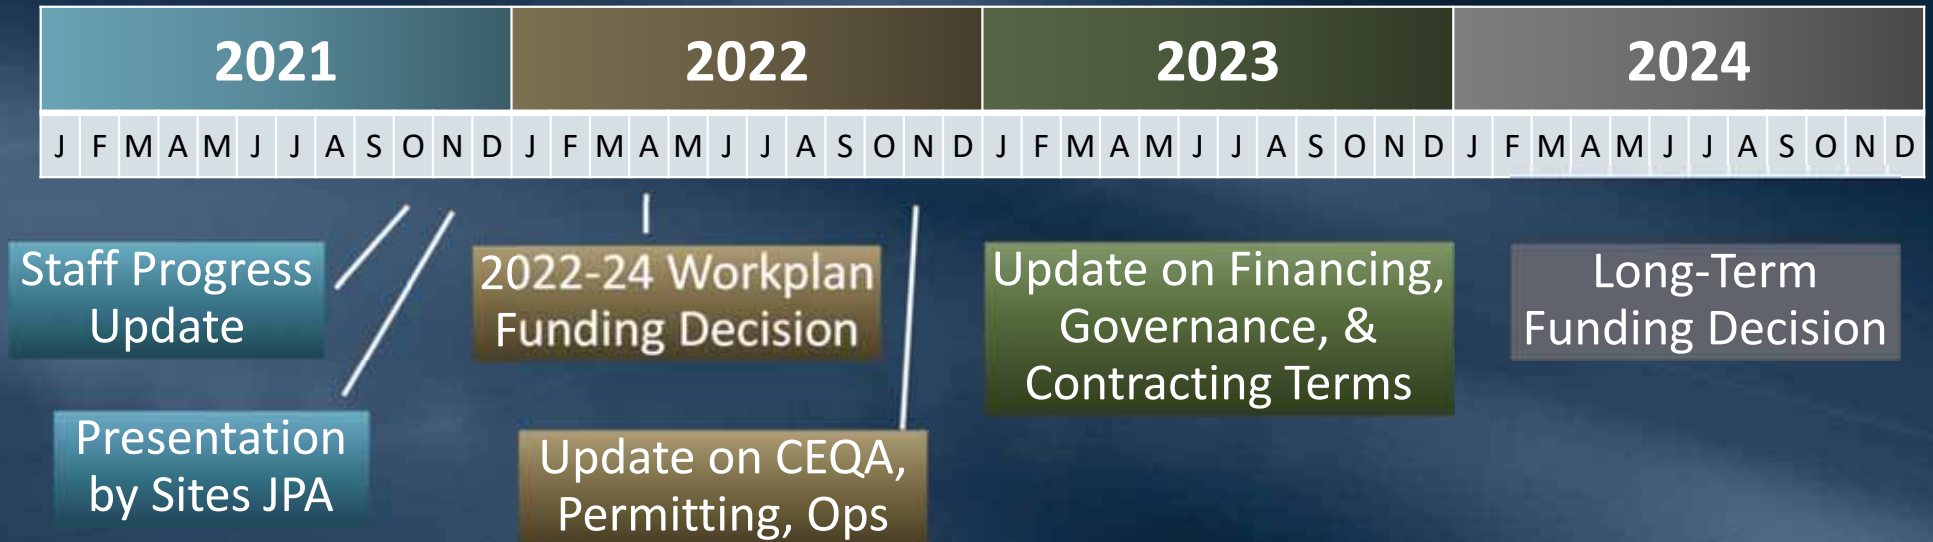 2021 2022 2023 2024
J F M A M J J A S O N D J F M A M J J A S O N D J F M A M J J A S O N D J F M A M J J A S O N D
Staff Progress
Update
Presentation
by Sites JPA
2022-24 Workplan
Funding Decision
Update on CEQA,
Permitting, Ops
Update on Financing,
Governance, &
Contracting Terms
Long-Term
Funding Decision